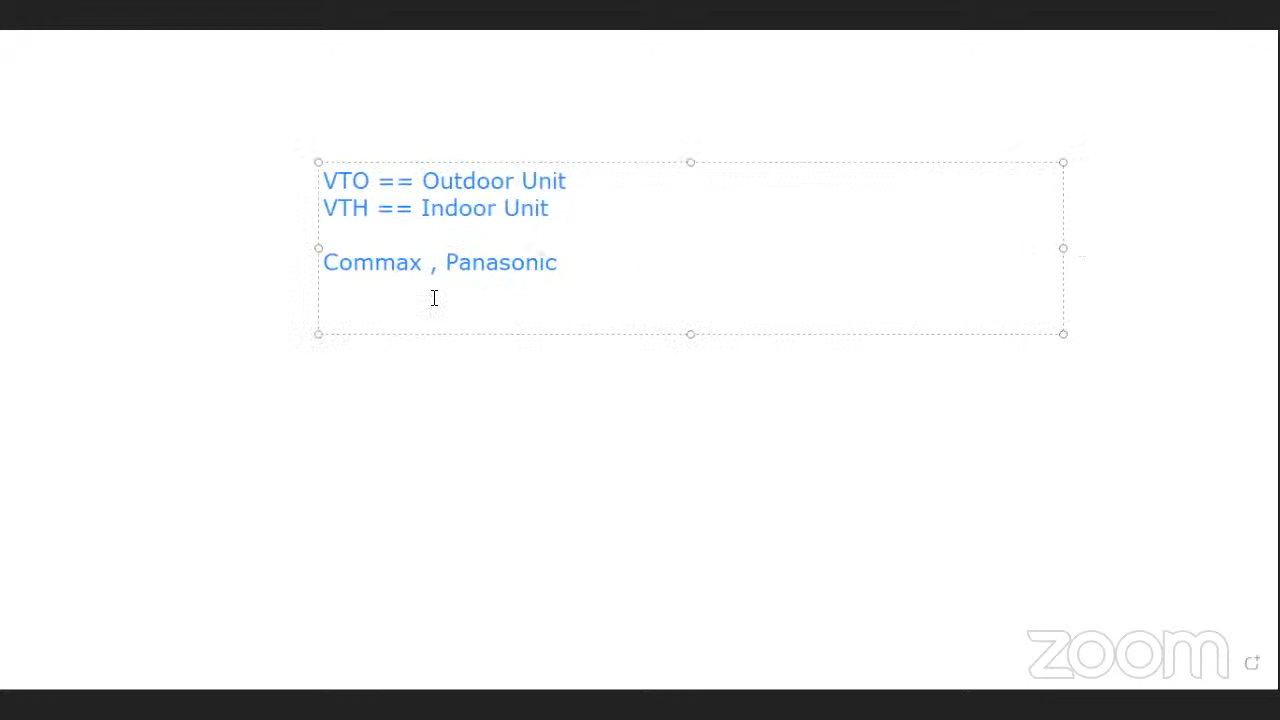 VTO == Outdoor Unit
VTH == Indoor Unit
Commax , Panasonic
zoom